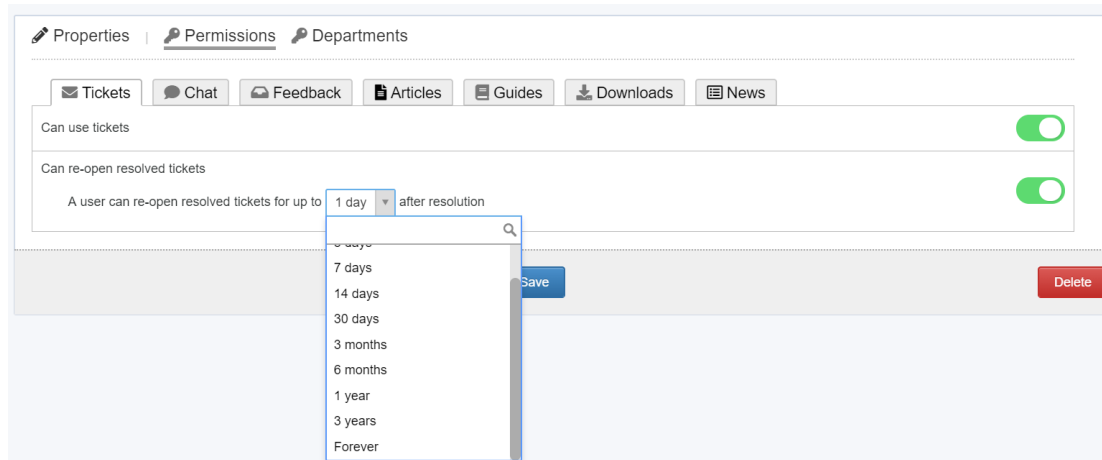 Properties | Permissions Departments
Tickets Chat Feedback Articles Guides Downloads News
Can use tickets
Can re-open resolved tickets
A user can re-open resolved tickets for up to 1 day after resolution
days
7 days
Save
Delete
14 days
30 days
3 months
6 months
1 year
3 years
Forever